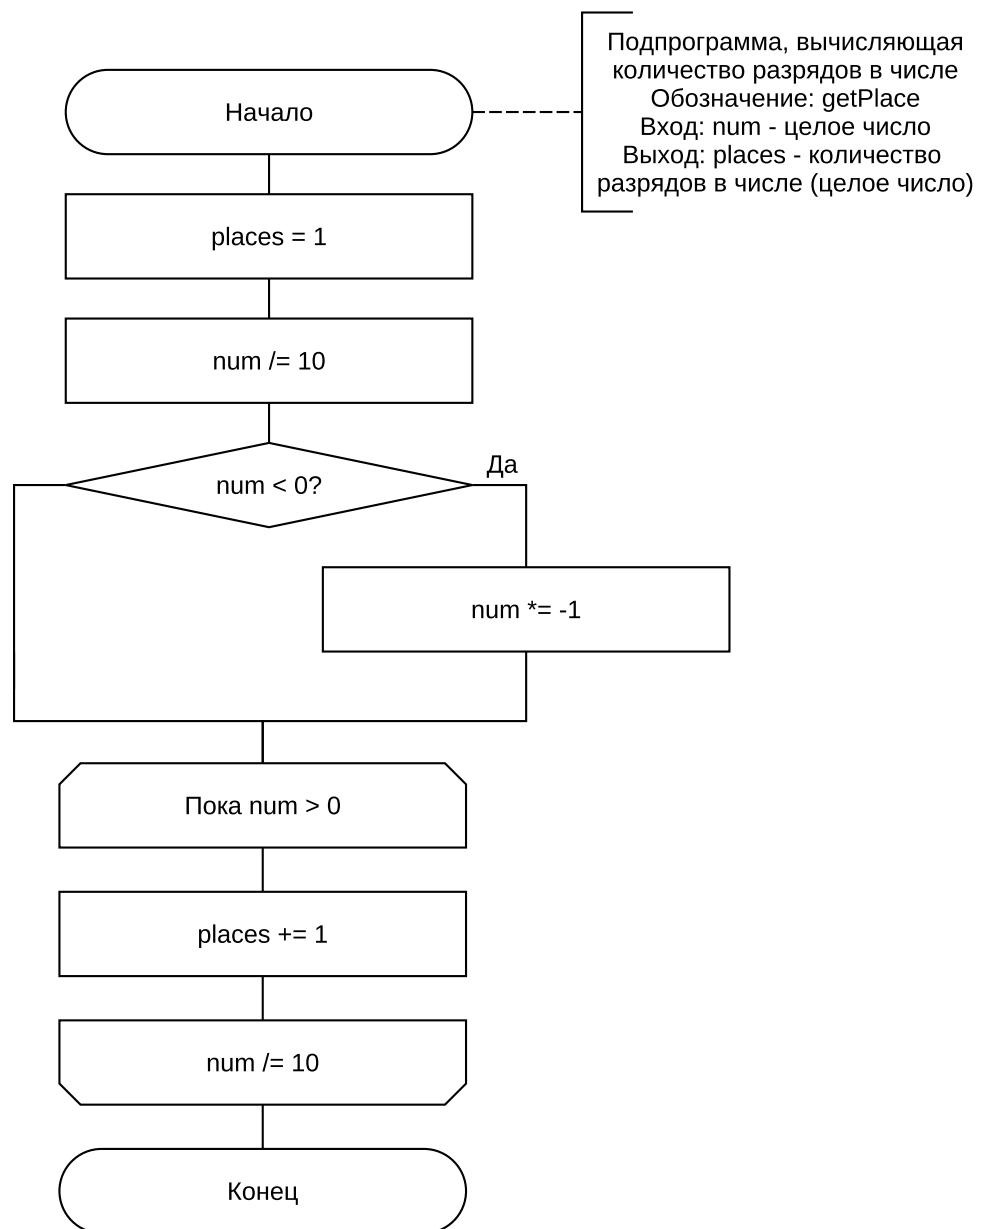 Подпрограмма, вычисляющая
количество разрядов в числе
Обозначение: getPlace
Вход: num - целое число
Выход: places - количество
разрядов в числе (целое число)
Начало
places = 1
num /= 10
num < 0?
Да
num *= -1
Пока num > 0
places += 1
num /= 10
Конец